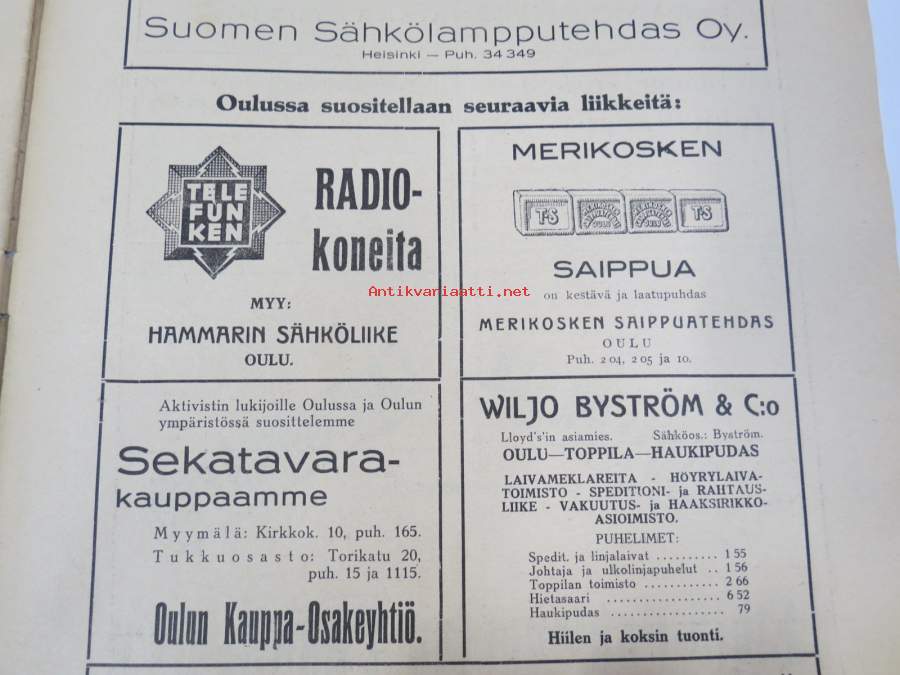 Suomen Sähkölampputehdas Oy.
Helsinki — Puh. 34 349
Oulussa suositellaan seuraavia liikkeitä:
TELE
FUN
KEN
RADIO-
koneita
MYY:
HAMMARIN SÄHKÖLIIKE
OULU.
MERIKOSKEN
T·S
T·S
SAIPPUA
on kestävä ja laatupuhdas
MERIKOSKEN SAIPPUATEHDAS
OULU
Puh. 2 04, 2 05 ja 10.
Antikvariaatti.net
Aktivistin lukijoille Oulussa ja Oulun
ympäristössä suosittelemme
Sekatavara-
kauppaamme
Myymälä: Kirkkok. 10, puh. 165.
Tukkuosasto: Torikatu 20,
puh. 15 ja 1115.
Oulun Kauppa-Osakeyhtiö.
WILJO BYSTRÖM & C:o
Lloyd's'in asiamies. Sähköos.: Byström.
OULU—TOPPILA—HAUKIPUDAS
LAIVAMEKLAREITA - HÖYRYLAIVA-
TOIMISTO - SPEDITIONI- ja RAHTAUS-
LIIKE - VAKUUTUS- ja HAAKSIRIKKO-
ASIOIMISTO.
PUHELIMET:
Spedit. ja linjalaivat .......... 1 55
Johtaja ja ulkolinjapuhelut .. 1 56
Toppilan toimisto ............ 2 66
Hietasaari ................... 6 52
Haukipudas ................. 79
Hiilen ja koksin tuonti.